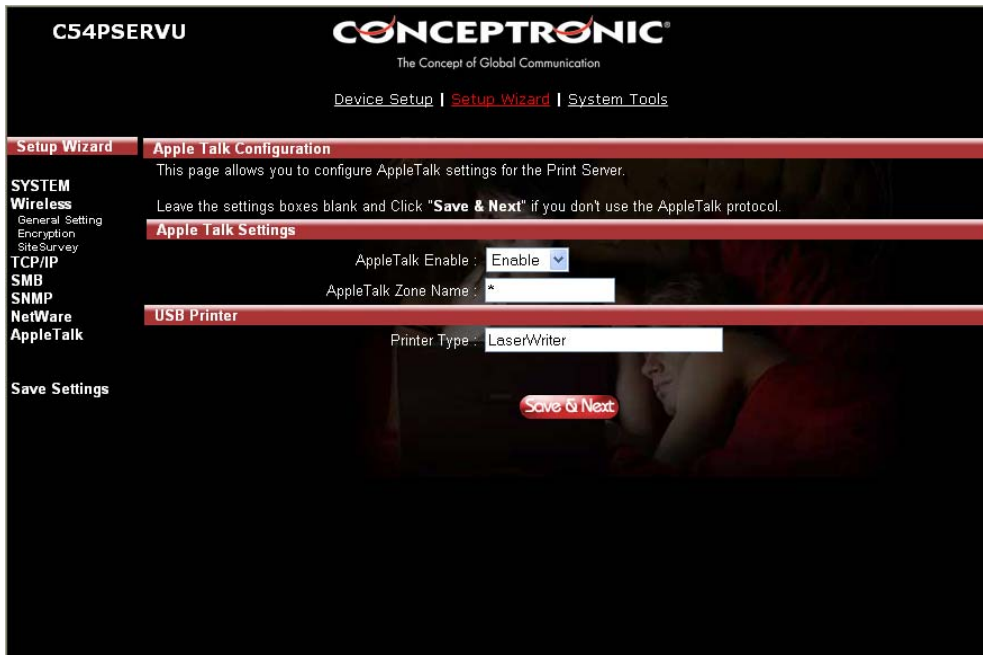 C54PSERVU
CONCEPTRONIC®
The Concept of Global Communication
Device Setup | Setup Wizard | System Tools
Setup Wizard
SYSTEM
Wireless
General Setting
Encryption
SiteSurvey
TCP/IP
SMB
SNMP
NetWare
AppleTalk
Save Settings
Apple Talk Configuration
This page allows you to configure AppleTalk settings for the Print Server.
Leave the settings boxes blank and Click "Save & Next" if you don't use the AppleTalk protocol.
Apple Talk Settings
AppleTalk Enable : Enable
AppleTalk Zone Name : *
USB Printer
Printer Type : LaserWriter
Save & Next